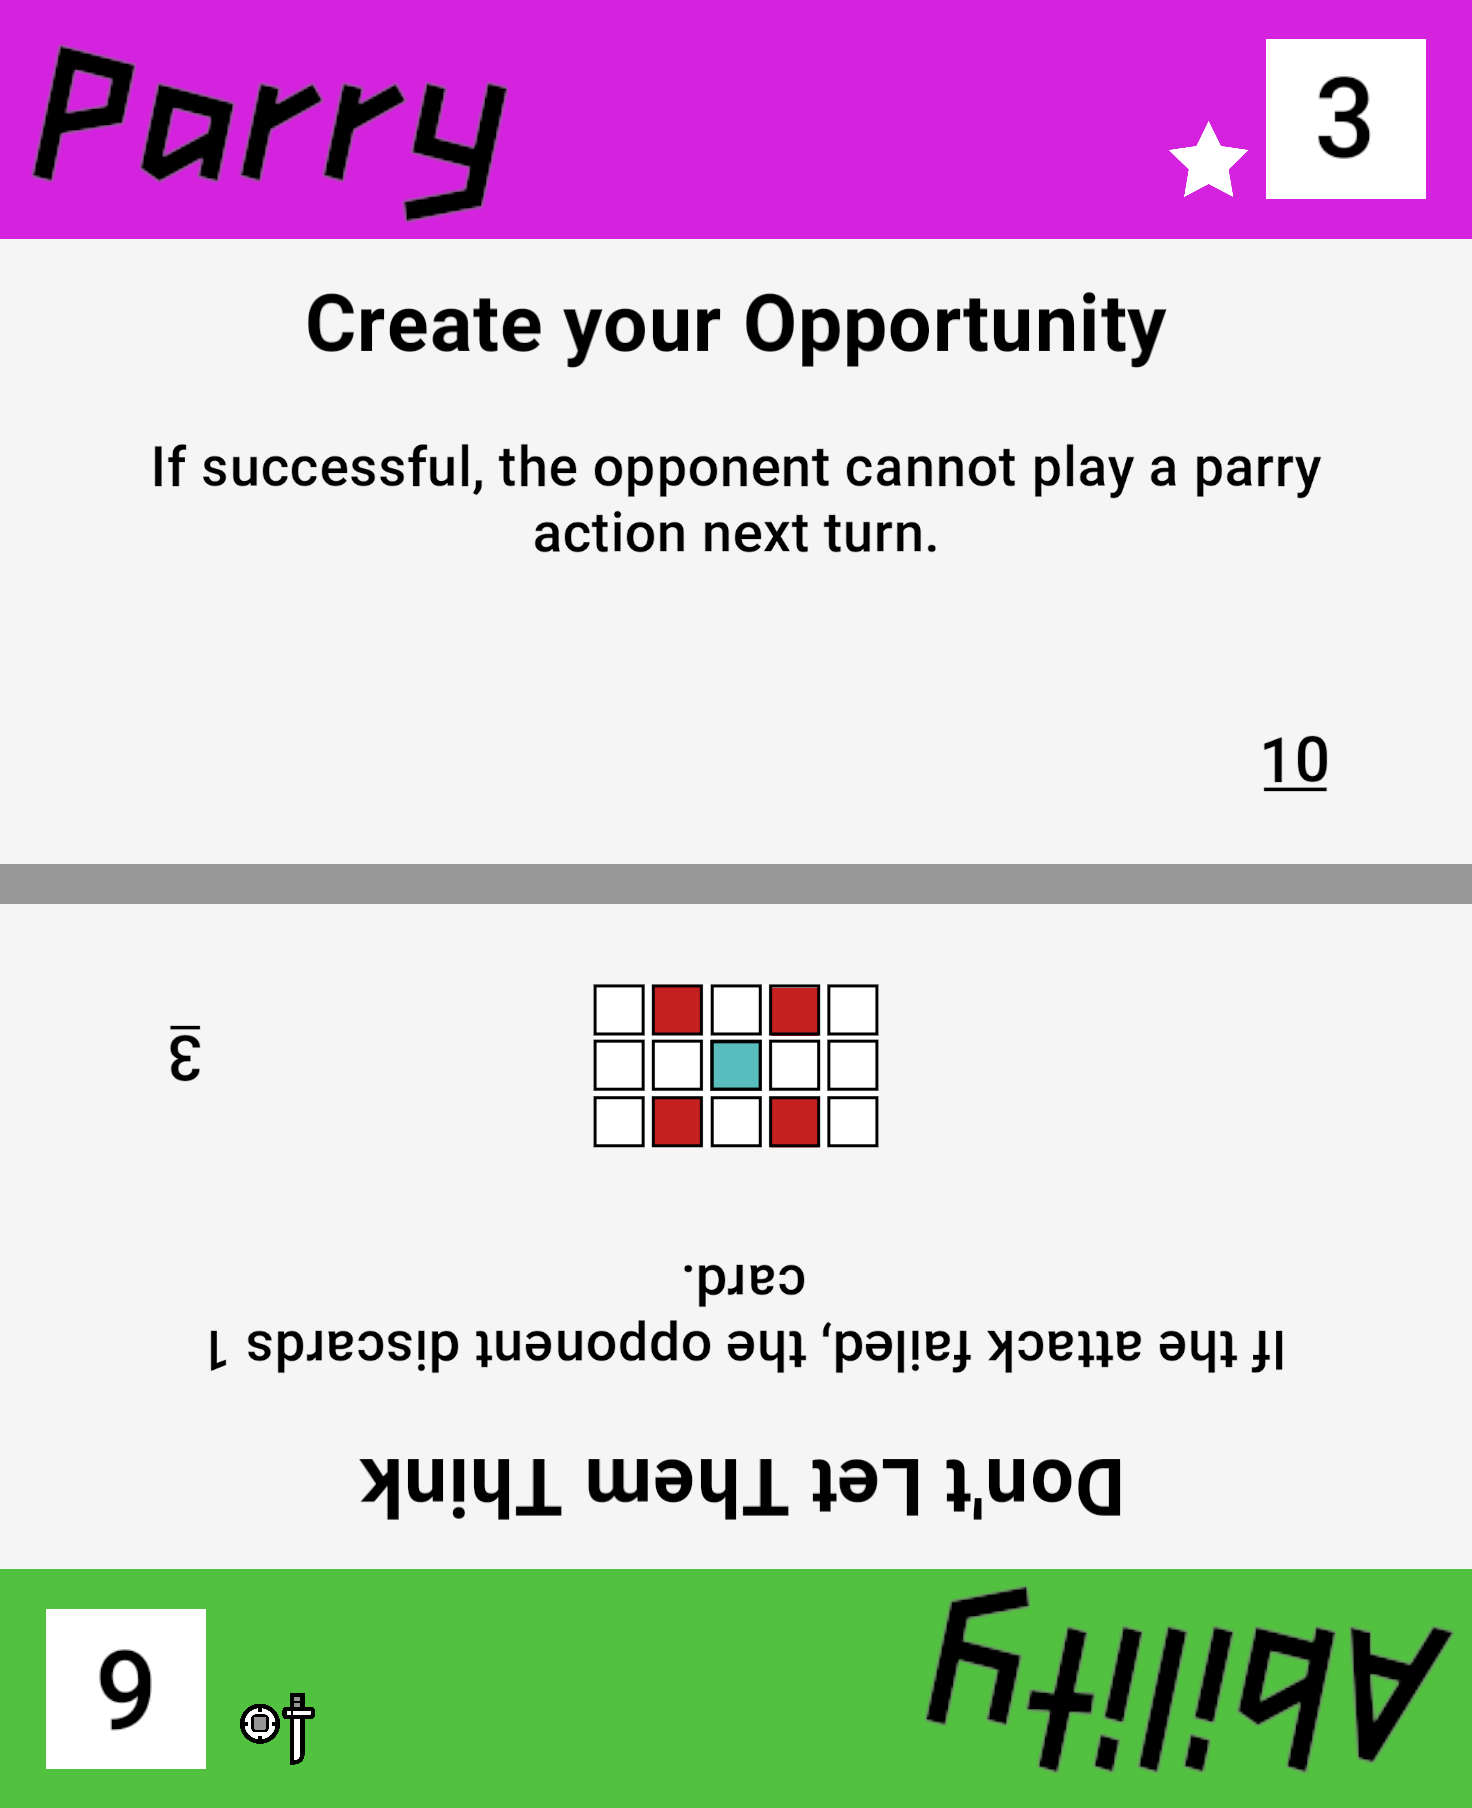 Parry
3
Create your Opportunity
If successful, the opponent cannot play a parry
action next turn.
10
Ability
6
Don't Let Them Think
If the attack failed, the opponent discards 1
card.
3